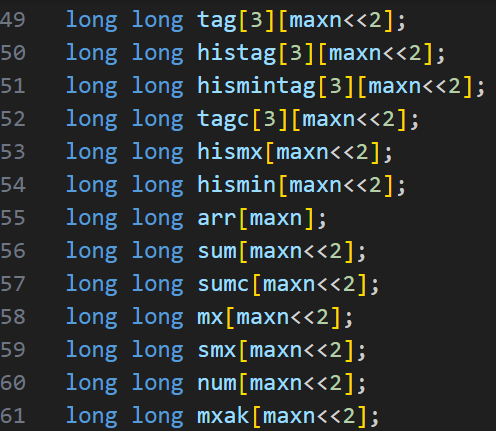 49 long long tag[3][maxn<<2];
50 long long histag[3][maxn<<2];
51 long long hismintag[3][maxn<<2];
52 long long tagc[3][maxn<<2];
53 long long hismx[maxn<<2];
54 long long hismin[maxn<<2];
55 long long arr[maxn];
56 long long sum[maxn<<2];
57 long long sumc[maxn<<2];
58 long long mx[maxn<<2];
59 long long smx[maxn<<2];
60 long long num[maxn<<2];
61 long long mxak[maxn<<2];